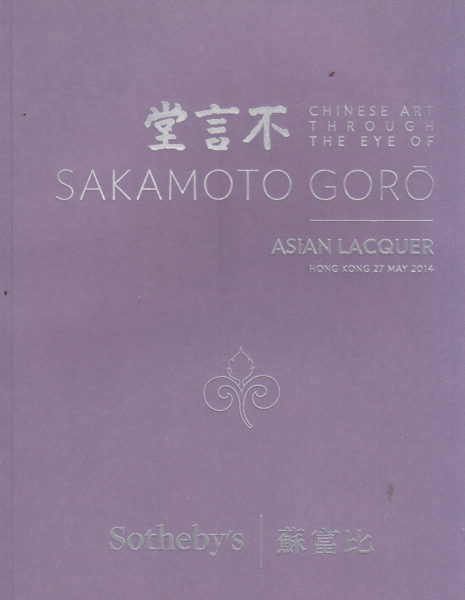 堂言不
CHINESE ART
THROUGH
THE EYE OF
SAKAMOTO GORŌ
ASIAN LACQUER
HONG KONG 27 MAY 2014
Sotheby's | 蘇富比